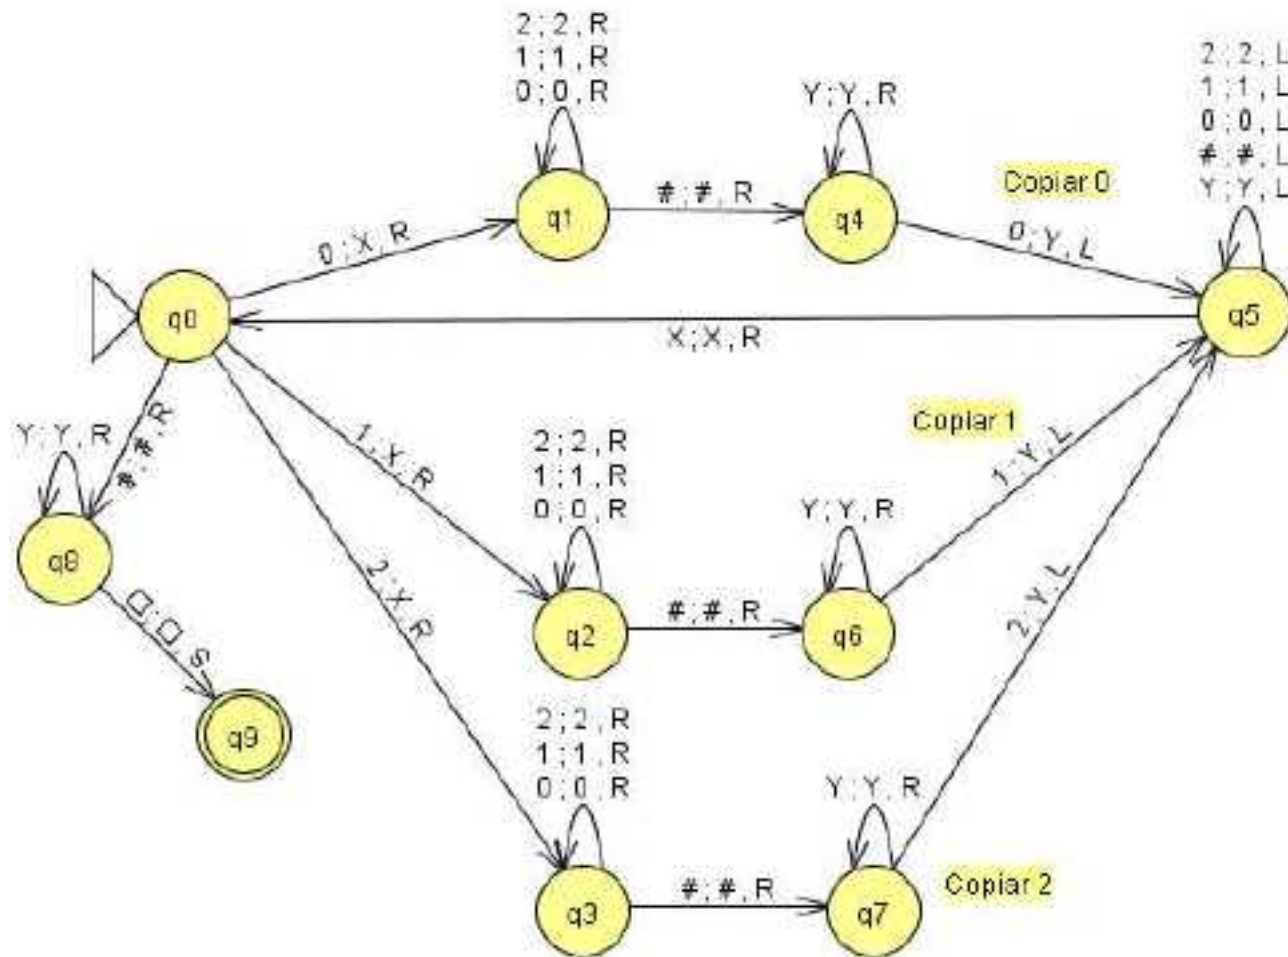 2 ; 2 , R
1 ; 1 , R
0 ; 0 , R
q1
# ; # , R
Y ; Y , R
q4
Copiar 0
0 ; Y , L
2 ; 2 , L
1 ; 1 , L
0 ; 0 , L
# ; # , L
Y ; Y , L
q5
0 ; X , R
q0
X ; X , R
# ; # , R
Y ; Y , R
q8
□ ; □ , S
q9
1 ; X , R
2 ; 2 , R
1 ; 1 , R
0 ; 0 , R
q2
# ; # , R
Y ; Y , R
q6
Copiar 1
1 ; Y , L
2 ; X , R
2 ; 2 , R
1 ; 1 , R
0 ; 0 , R
q3
# ; # , R
Y ; Y , R
q7
Copiar 2
2 ; Y , L